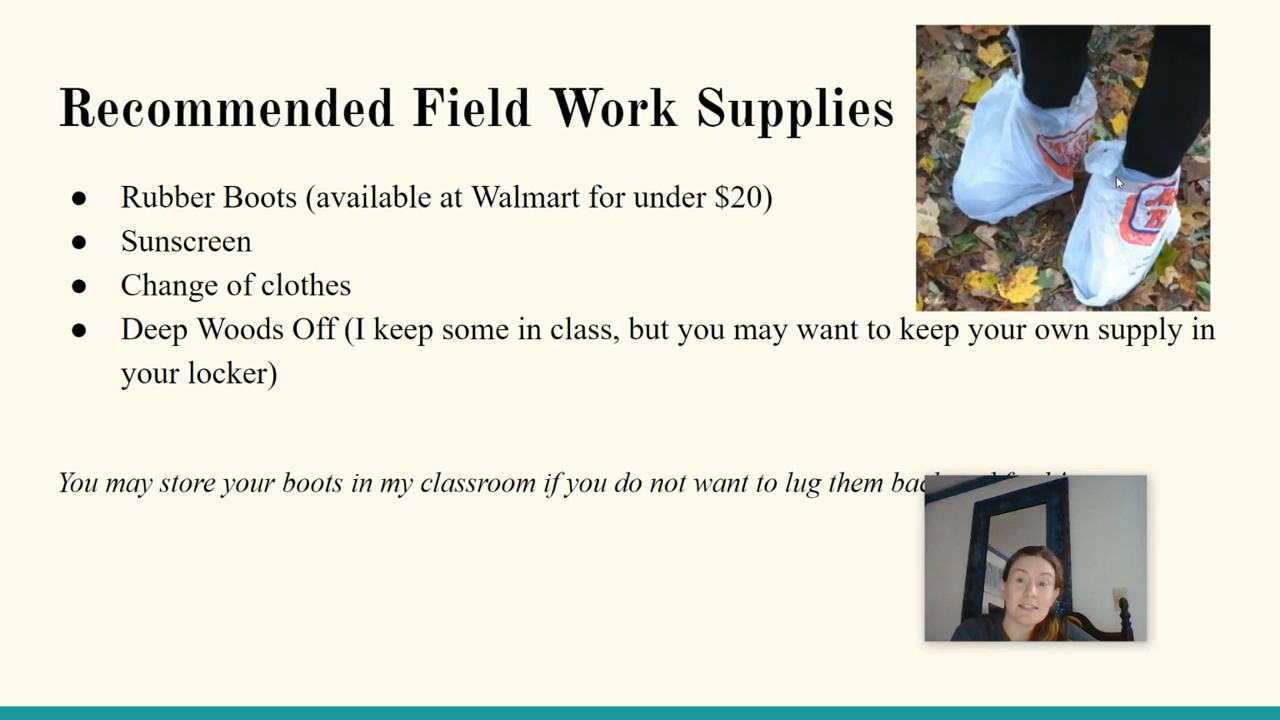 Recommended Field Work Supplies
● Rubber Boots (available at Walmart for under $20)
● Sunscreen
● Change of clothes
● Deep Woods Off (I keep some in class, but you may want to keep your own supply in
your locker)
You may store your boots in my classroom if you do not want to lug them